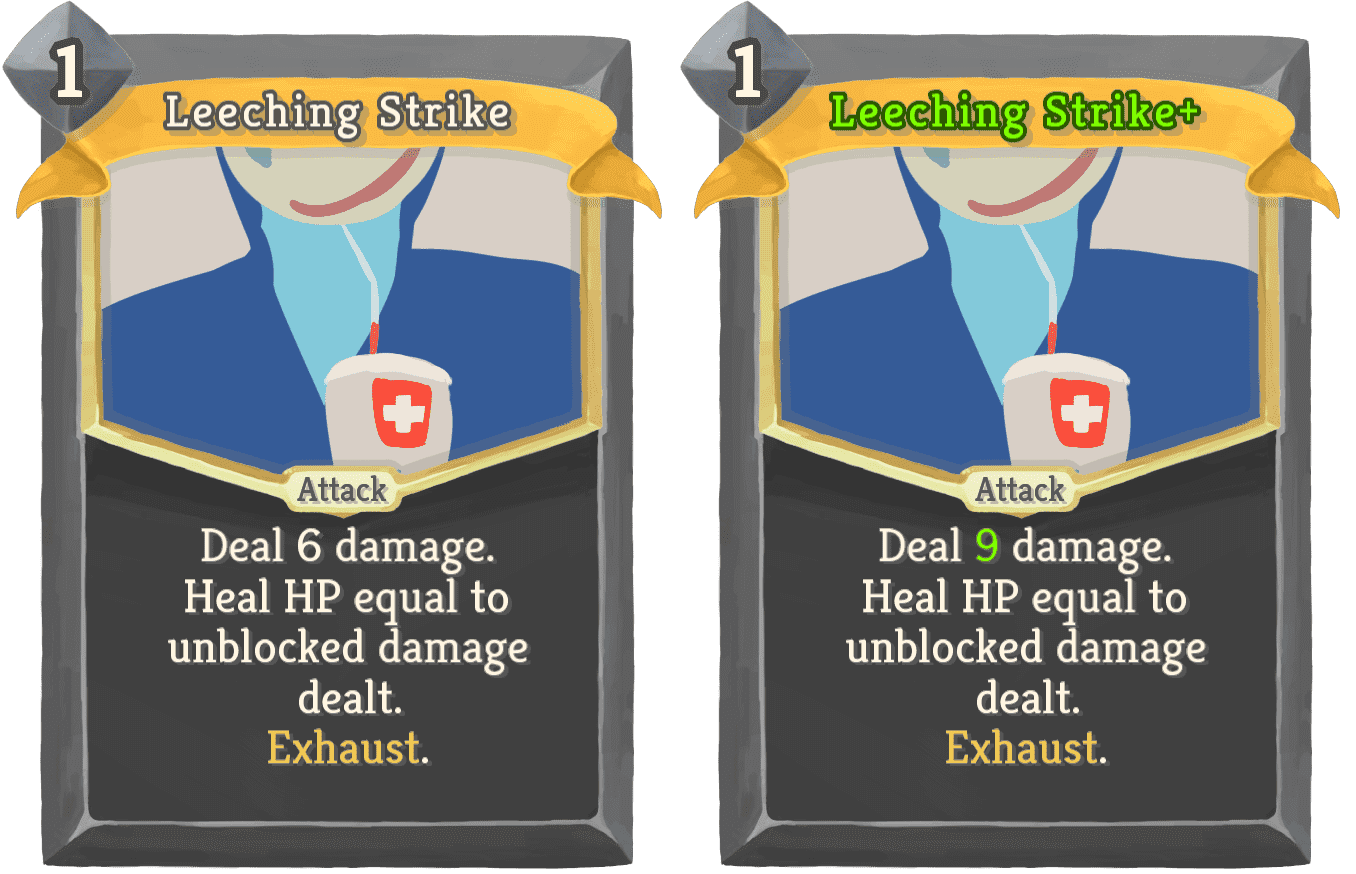 1
Leeching Strike
Attack
Deal 6 damage.
Heal HP equal to
unblocked damage
dealt.
Exhaust.
1
Leeching Strike+
Attack
Deal 9 damage.
Heal HP equal to
unblocked damage
dealt.
Exhaust.